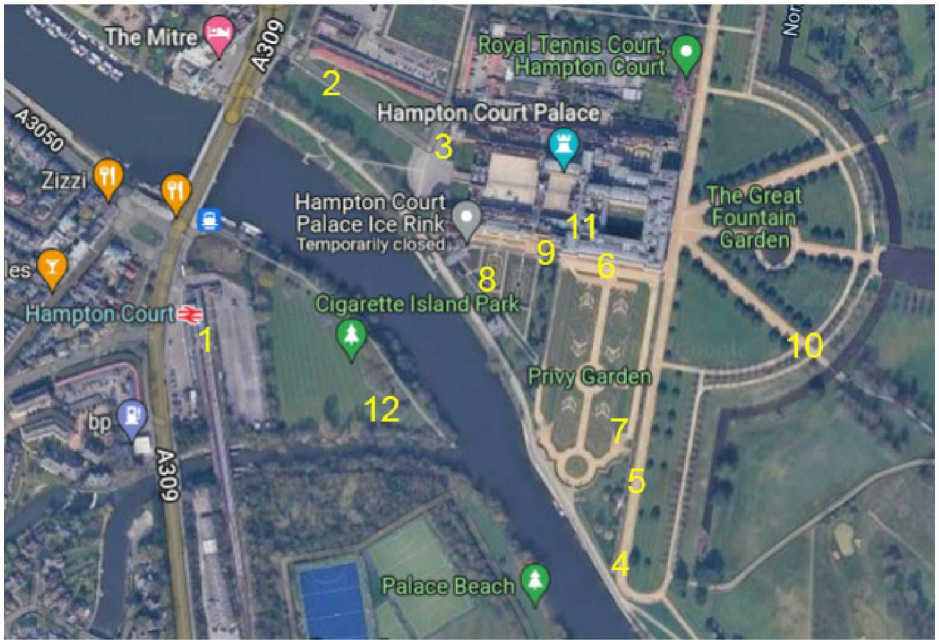 The Mitre
A309
Nor
Royal Tennis Court,
Hampton Court
2
Hampton Court Palace
A3050
3
Zizzi
The Great
Fountain
Garden
Hampton Court
Palace Ice Rink
Temporarily closed
11
9
6
les
8
Hampton Court
Cigarette Island Park
1
10
Privy Garden
12
bp
7
A309
5
4
Palace Beach